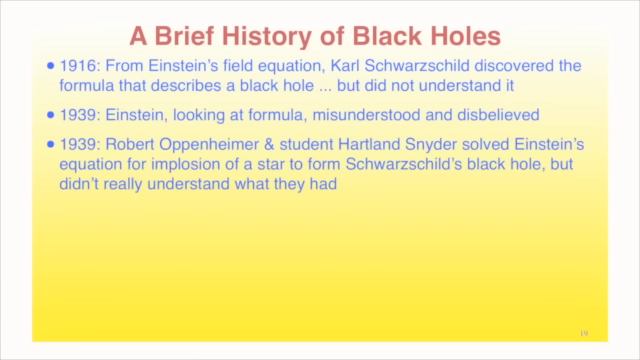 A Brief History of Black Holes
• 1916: From Einstein's field equation, Karl Schwarzschild discovered the
formula that describes a black hole ... but did not understand it
• 1939: Einstein, looking at formula, misunderstood and disbelieved
• 1939: Robert Oppenheimer & student Hartland Snyder solved Einstein's
equation for implosion of a star to form Schwarzschild's black hole, but
didn't really understand what they had